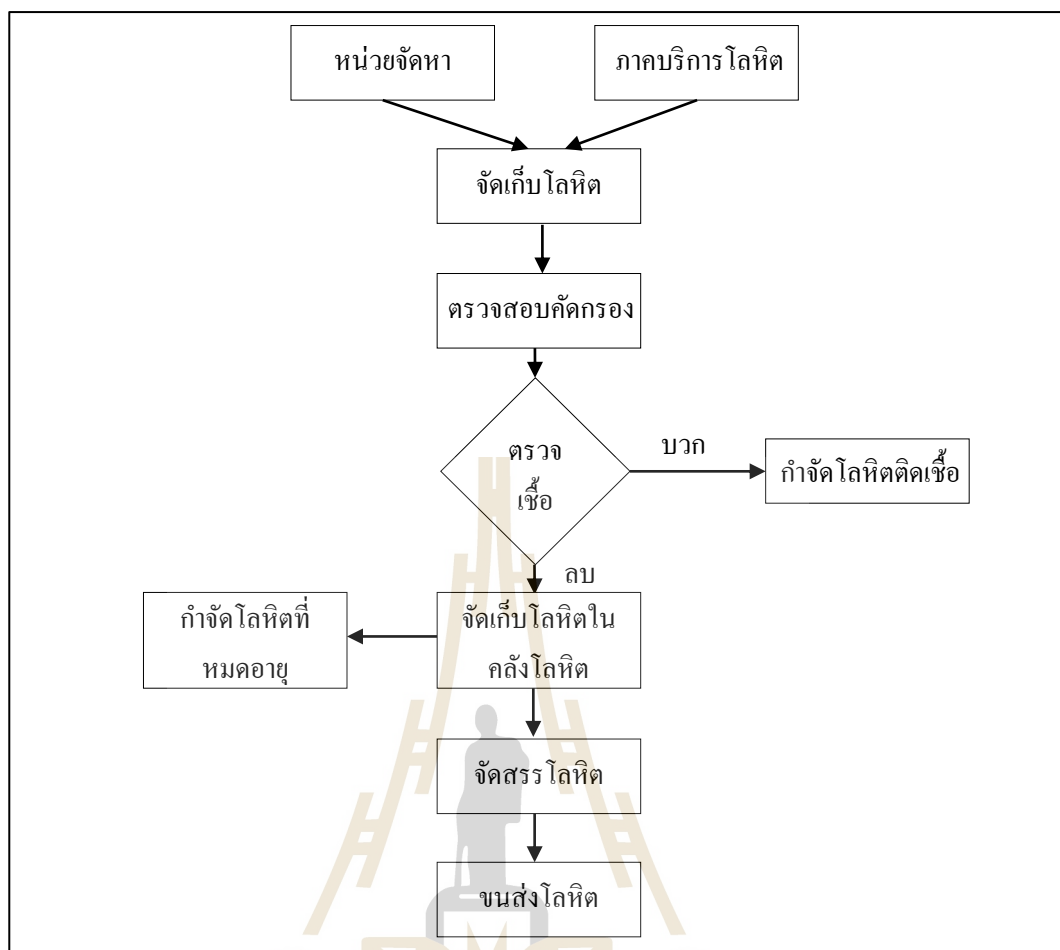 หน่วยจัดหา
ภาคบริการโลหิต
จัดเก็บโลหิต
ตรวจสอบคัดกรอง
ตรวจ
เชื้อ
บวก
กำจัดโลหิตติดเชื้อ
ลบ
กำจัดโลหิตที่
หมดอายุ
จัดเก็บโลหิตใน
คลังโลหิต
จัดสรรโลหิต
ขนส่งโลหิต